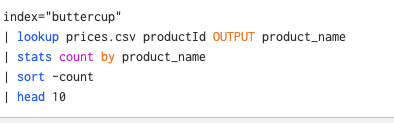 index="buttercup"
| lookup prices.csv productId OUTPUT product_name
| stats count by product_name
| sort -count
| head 10